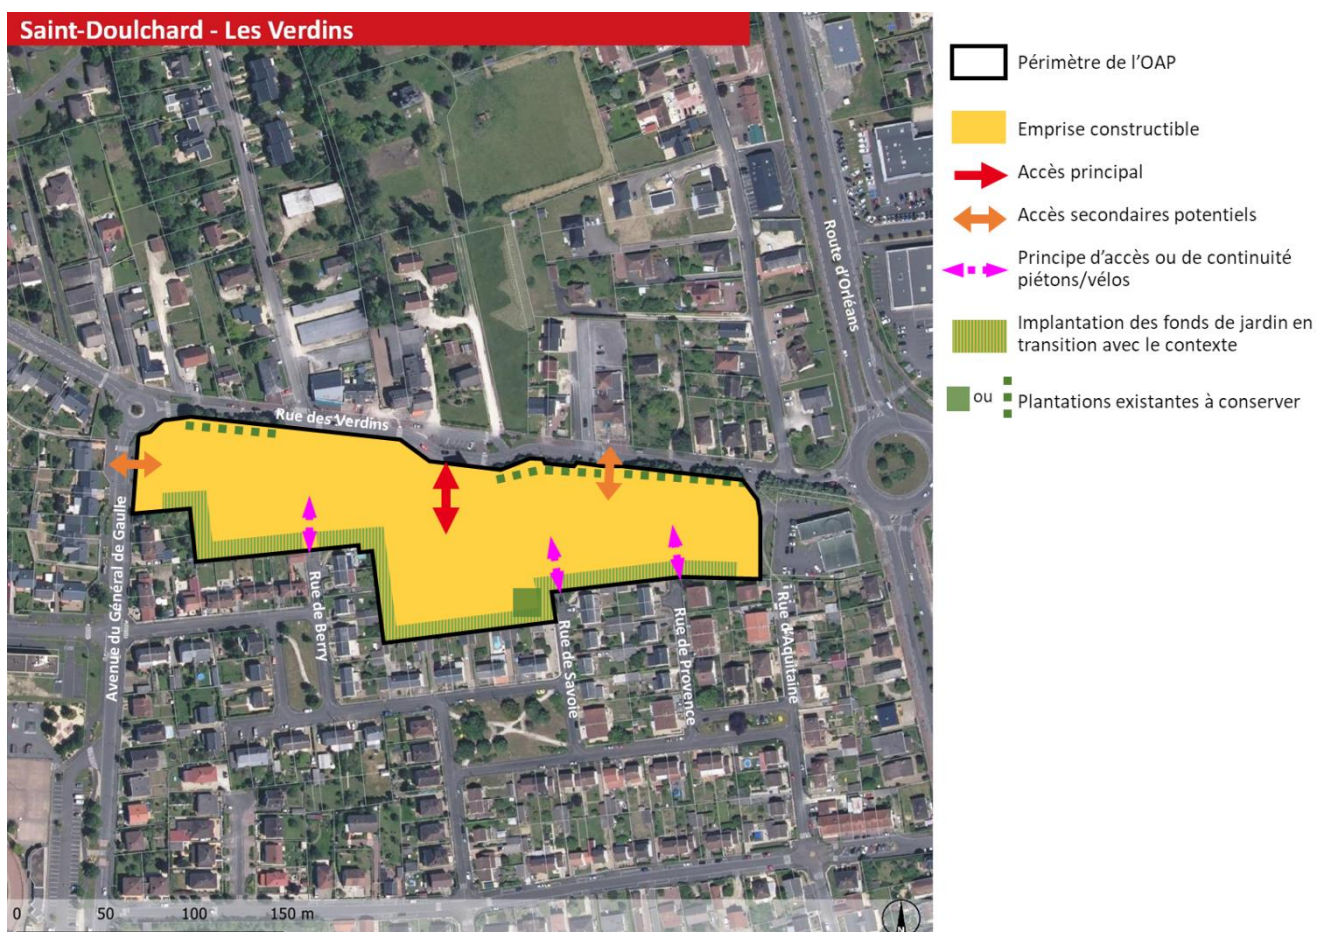 Saint-Doulchard - Les Verdins
Périmètre de l'OAP
Emprise constructible
Accès principal
Accès secondaires potentiels
Principe d'accès ou de continuité
piétons/vélos
Implantation des fonds de jardin en
transition avec le contexte
ou
Plantations existantes à conserver
Route d'Orléans
Rue des Verdins
Avenue du Général de Gaulle
Rue de Berry
Rue de Savoie
Rue de Provence
Rue d'Aquitaine
0 50 100 150 m
N